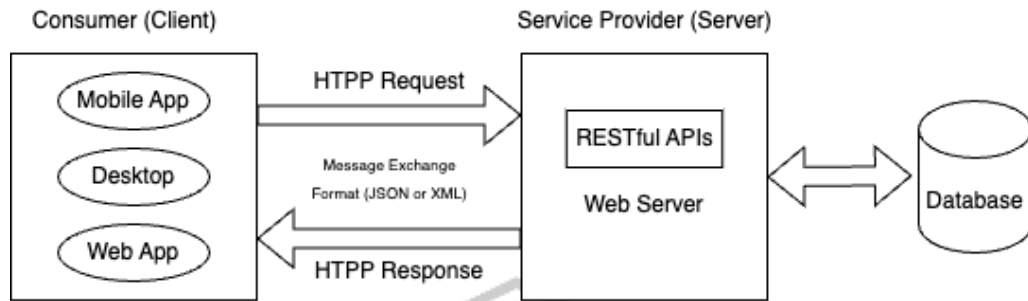 Consumer (Client)
Service Provider (Server)
Mobile App
Desktop
Web App
HTPP Request
Message Exchange
Format (JSON or XML)
HTPP Response
RESTful APIs
Web Server
Database